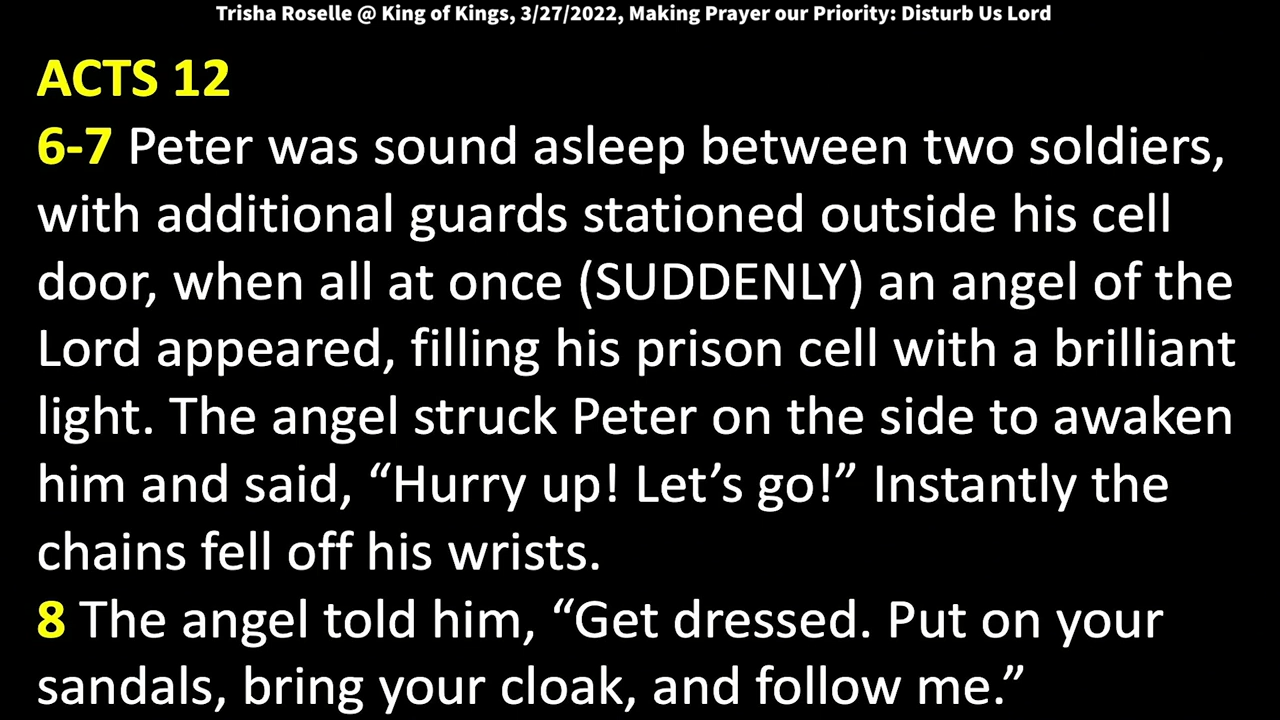 Trisha Roselle @ King of Kings, 3/27/2022, Making Prayer our Priority: Disturb Us Lord
ACTS 12
6-7 Peter was sound asleep between two soldiers,
with additional guards stationed outside his cell
door, when all at once (SUDDENLY) an angel of the
Lord appeared, filling his prison cell with a brilliant
light. The angel struck Peter on the side to awaken
him and said, “Hurry up! Let’s go!” Instantly the
chains fell off his wrists.
8 The angel told him, “Get dressed. Put on your
sandals, bring your cloak, and follow me.”